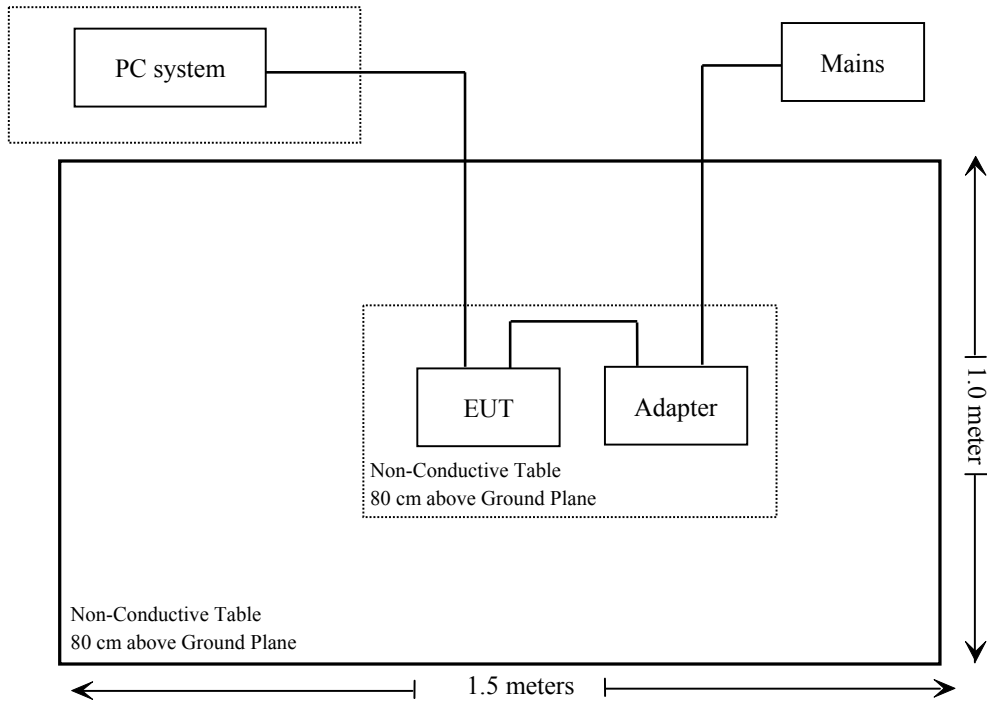 PC system
Mains
EUT
Adapter
Non-Conductive Table
80 cm above Ground Plane
1.0 meter
Non-Conductive Table
80 cm above Ground Plane
1.5 meters